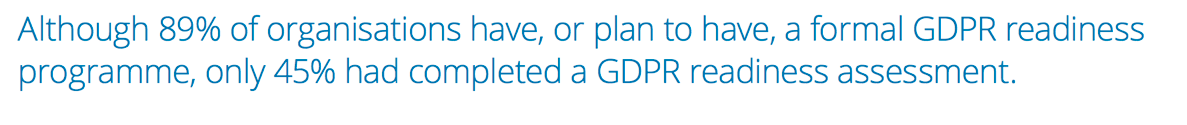 Although 89% of organisations have, or plan to have, a formal GDPR readiness
programme, only 45% had completed a GDPR readiness assessment.